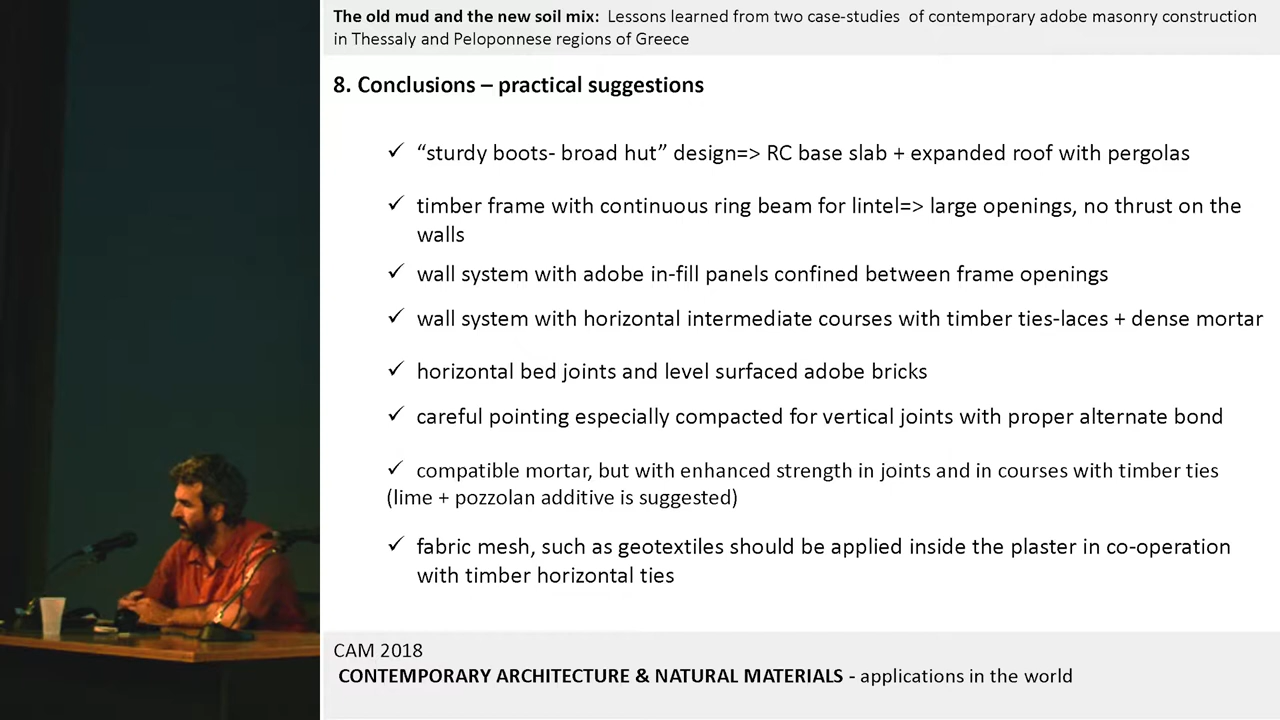 The old mud and the new soil mix: Lessons learned from two case-studies of contemporary adobe masonry construction
in Thessaly and Peloponnese regions of Greece
8. Conclusions – practical suggestions
✓ “sturdy boots- broad hut” design=> RC base slab + expanded roof with pergolas
✓ timber frame with continuous ring beam for lintel=> large openings, no thrust on the
walls
✓ wall system with adobe in-fill panels confined between frame openings
✓ wall system with horizontal intermediate courses with timber ties-laces + dense mortar
✓ horizontal bed joints and level surfaced adobe bricks
✓ careful pointing especially compacted for vertical joints with proper alternate bond
✓ compatible mortar, but with enhanced strength in joints and in courses with timber ties
(lime + pozzolan additive is suggested)
✓ fabric mesh, such as geotextiles should be applied inside the plaster in co-operation
with timber horizontal ties
CAM 2018
CONTEMPORARY ARCHITECTURE & NATURAL MATERIALS - applications in the world